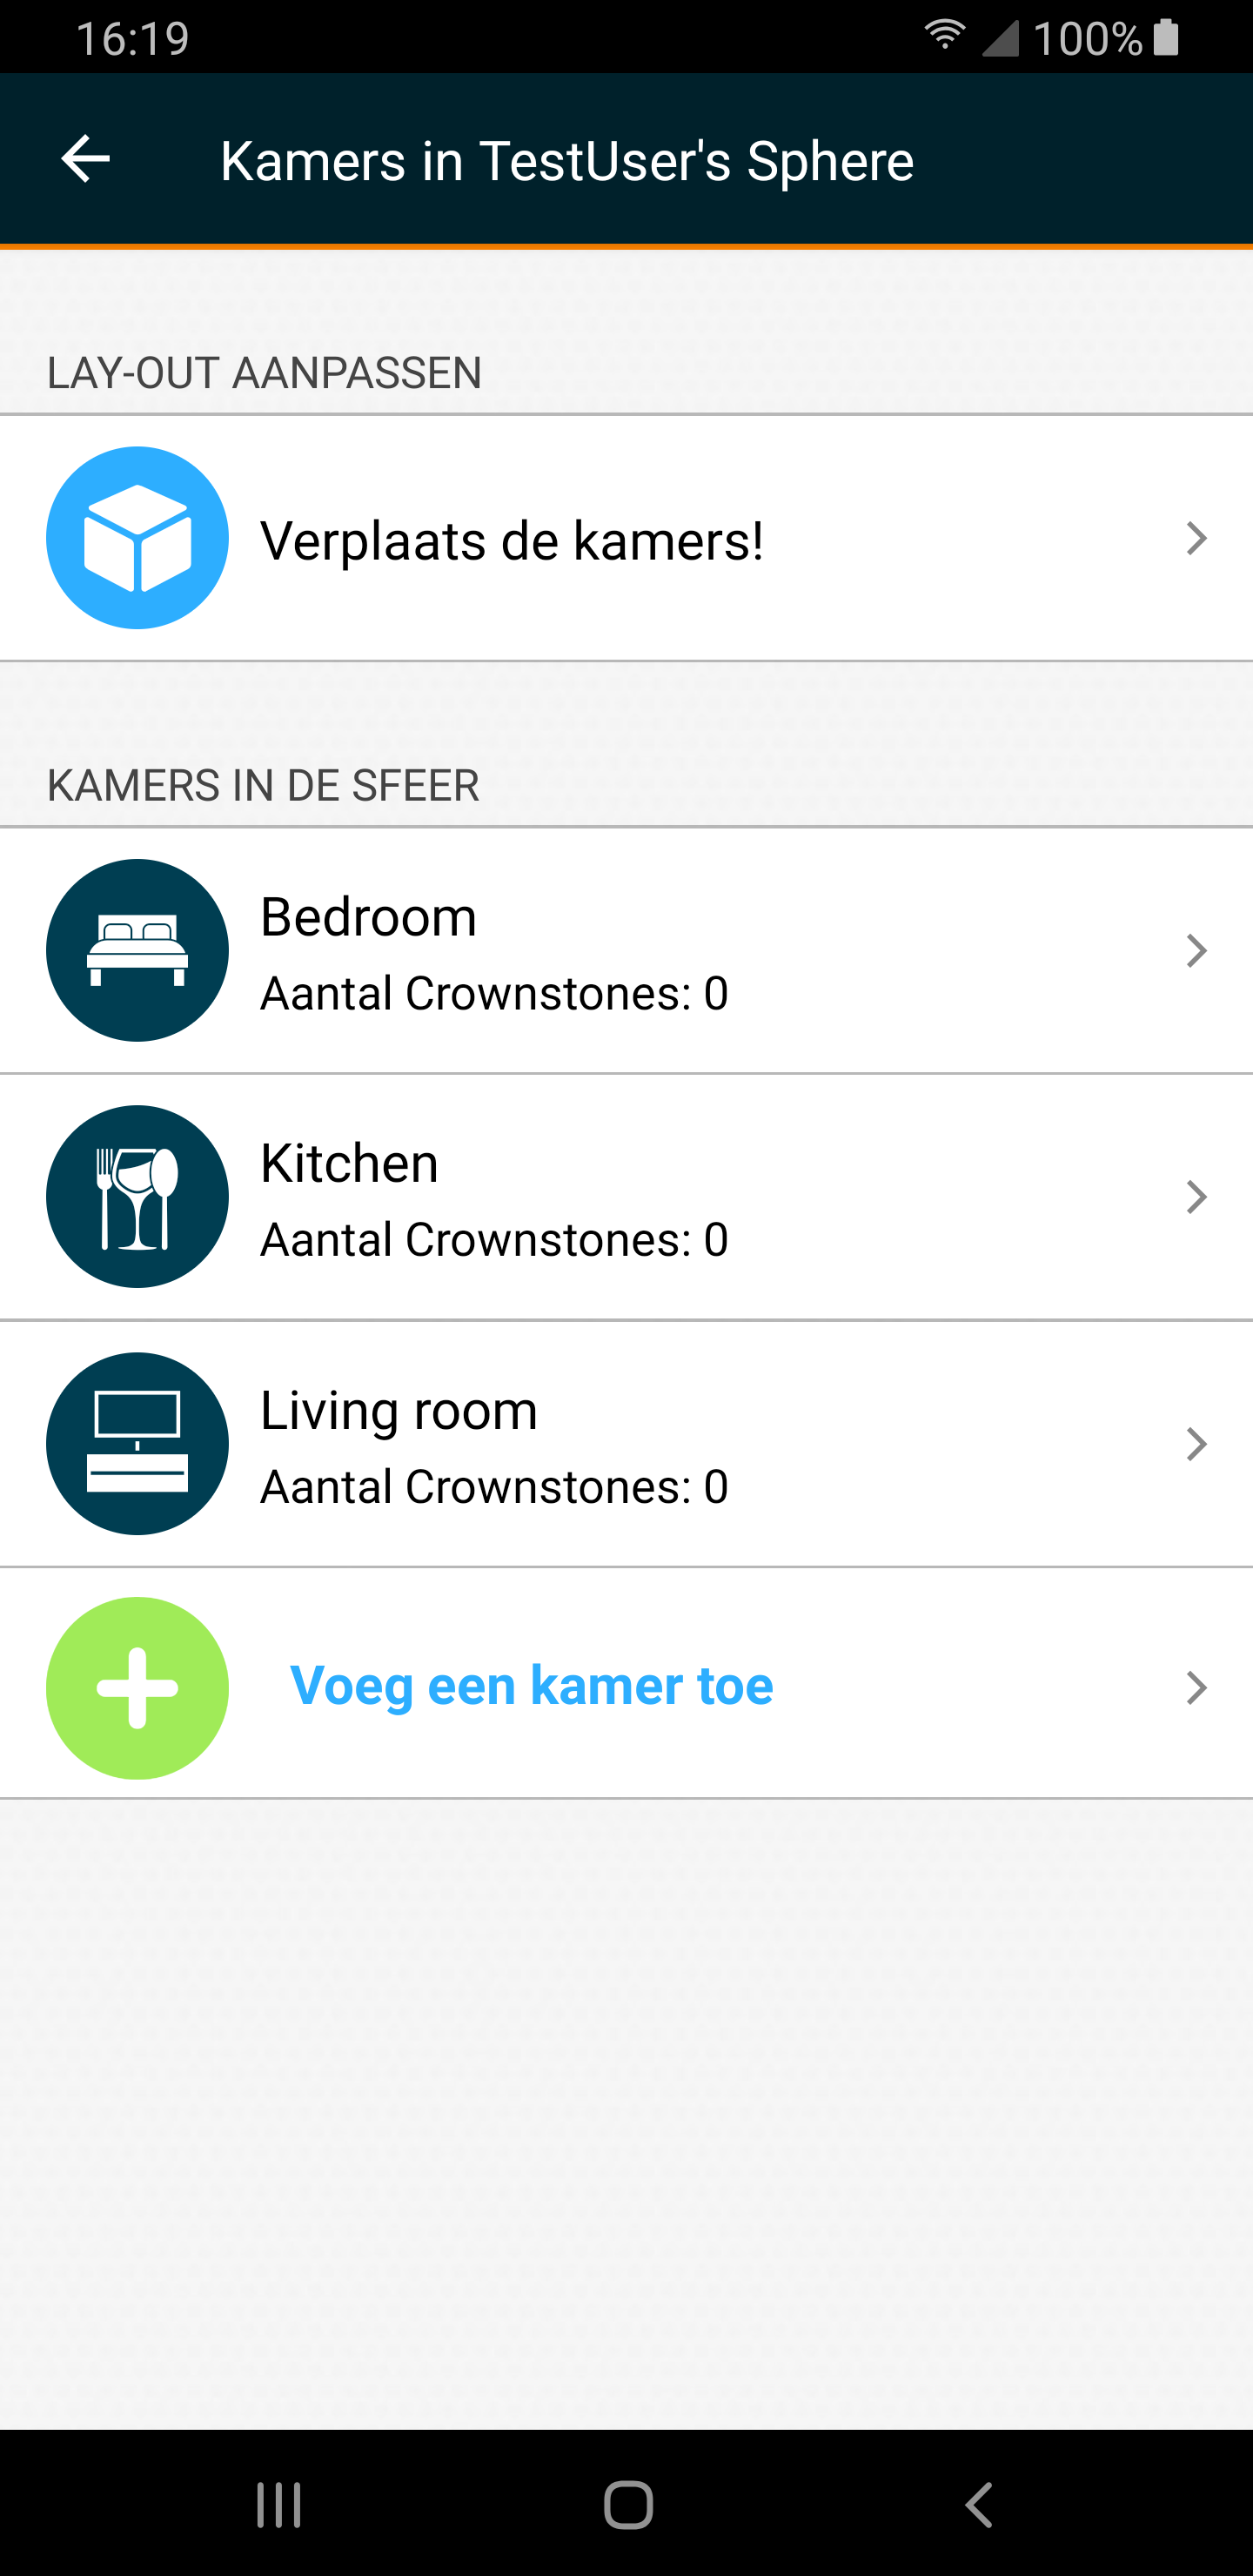 16:19
100%
Kamers in TestUser's Sphere
LAY-OUT AANPASSEN
Verplaats de kamers!
KAMERS IN DE SFEER
Bedroom
Aantal Crownstones: 0
Kitchen
Aantal Crownstones: 0
Living room
Aantal Crownstones: 0
Voeg een kamer toe